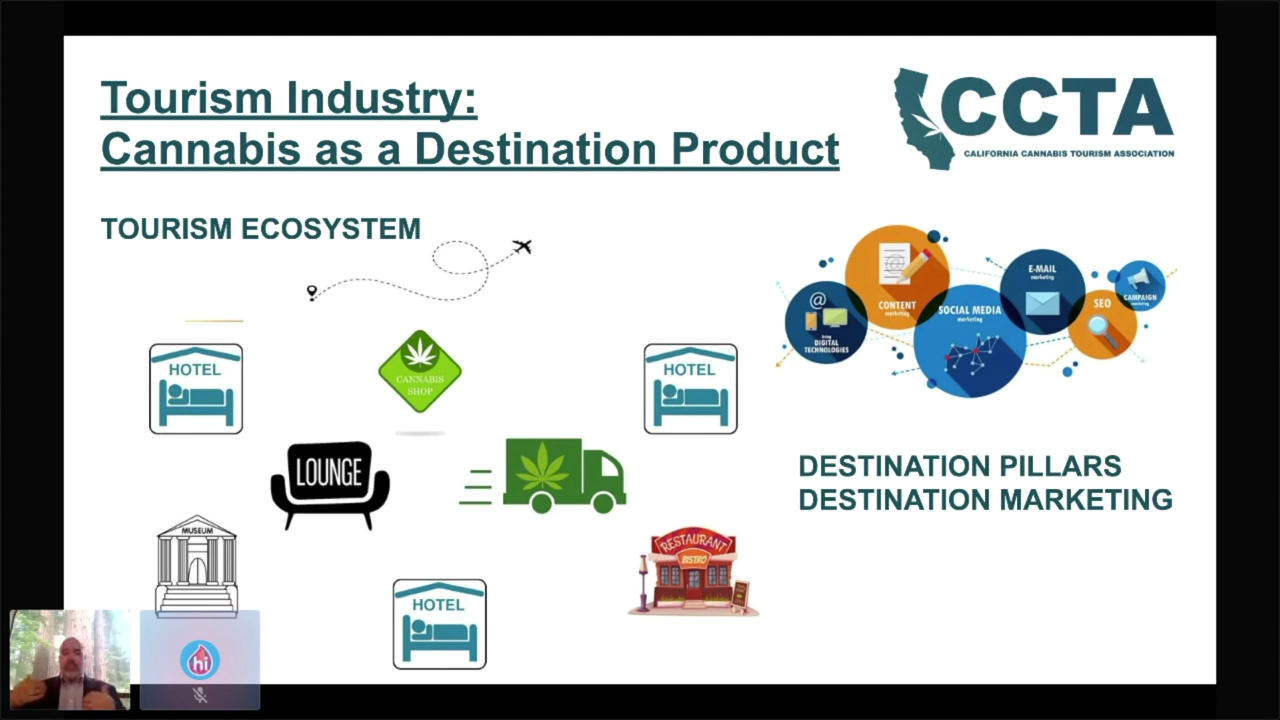 Tourism Industry:
Cannabis as a Destination Product
CCTA
CALIFORNIA CANNABIS TOURISM ASSOCIATION
TOURISM ECOSYSTEM
HOTEL
CANNABIS
SHOP
HOTEL
LOUNGE
MUSEUM
RESTAURANT
BISTRO
HOTEL
@
Using
DIGITAL
TECHNOLOGIES
@
CONTENT
marketing
SOCIAL MEDIA
marketing
E-MAIL
marketing
SEO
CAMPAIGN
marketing
DESTINATION PILLARS
DESTINATION MARKETING
hi